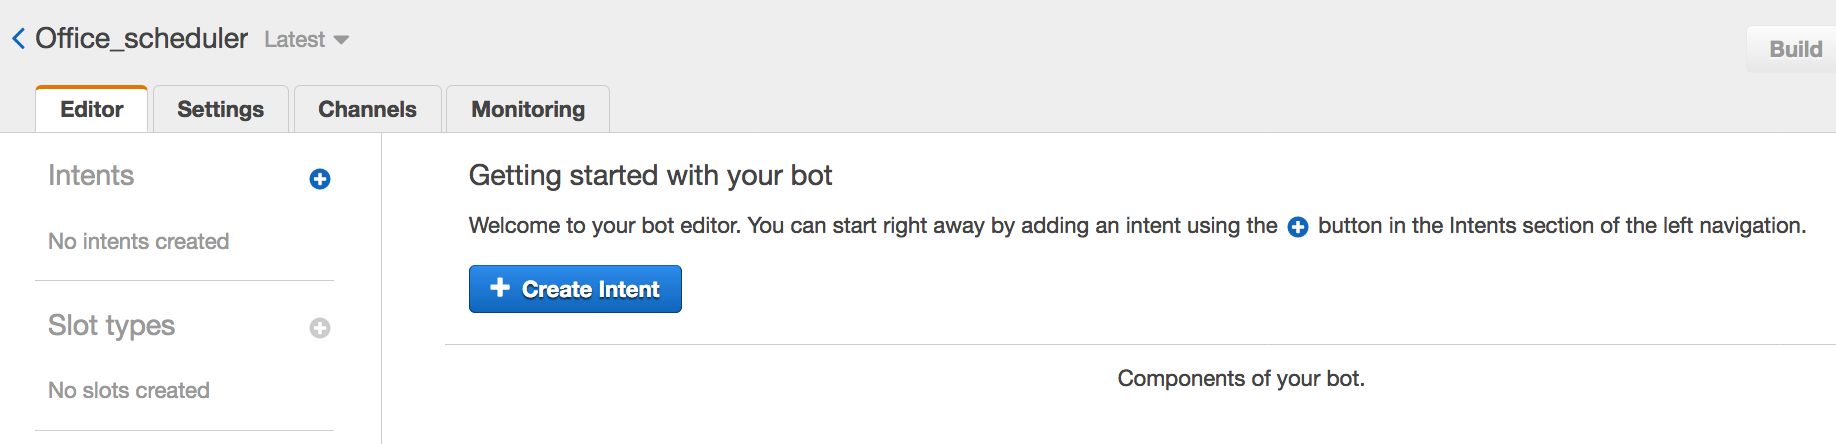 Office_scheduler Latest
Build
Editor Settings Channels Monitoring
Intents
No intents created
Slot types
No slots created
Getting started with your bot
Welcome to your bot editor. You can start right away by adding an intent using the button in the Intents section of the left navigation.
Create Intent
Components of your bot.